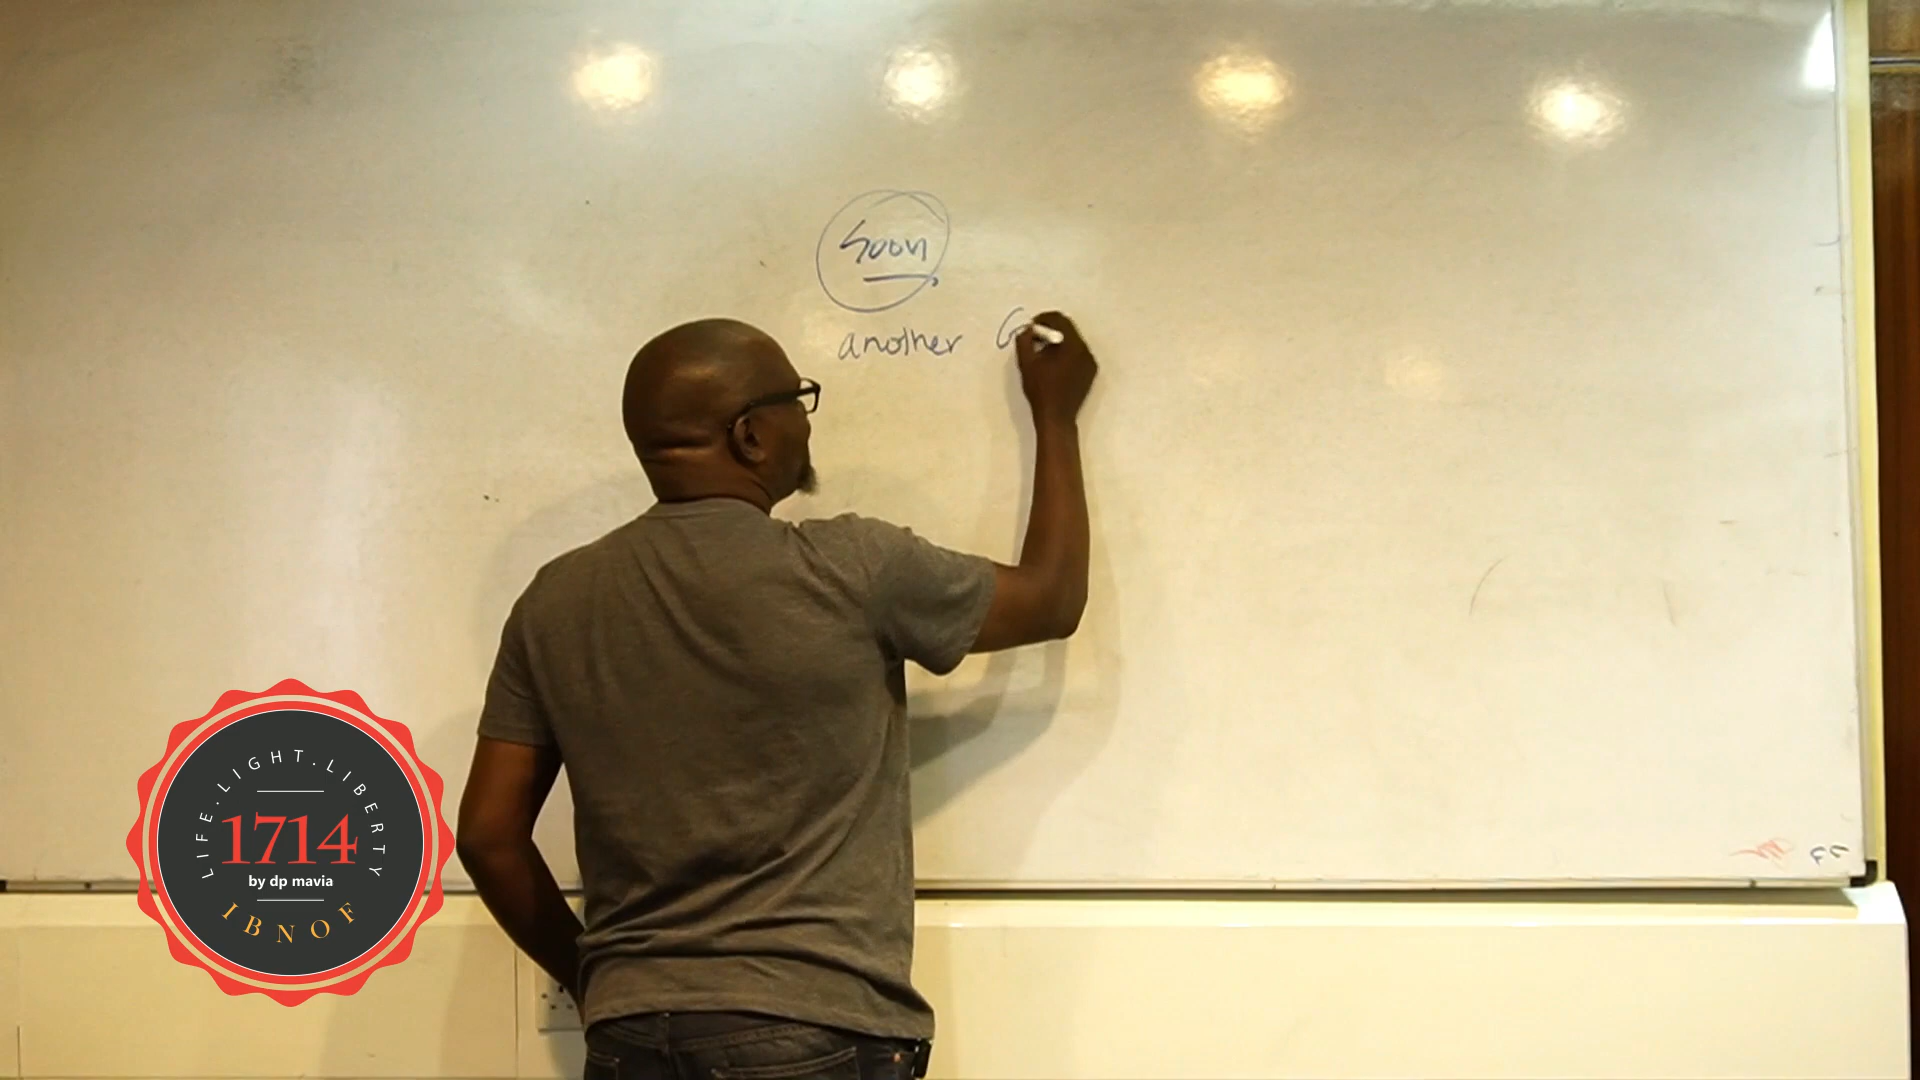 Soon
another G
LIFE.LIGHT.LIBERTY
1714
by dp mavia
IBNOF